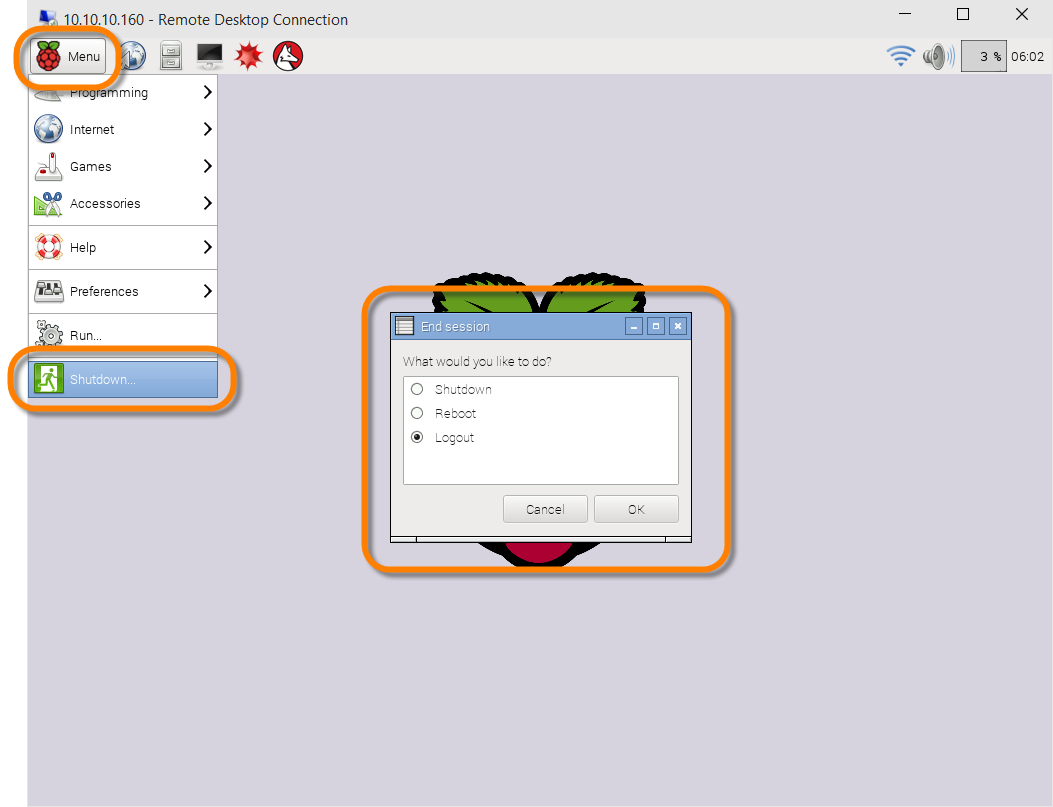 10.10.10.160 - Remote Desktop Connection
Menu
3 %
06:02
Programming
Internet
Games
Accessories
Help
Preferences
Run...
Shutdown...
End session
What would you like to do?
Shutdown
Reboot
Logout
Cancel
OK